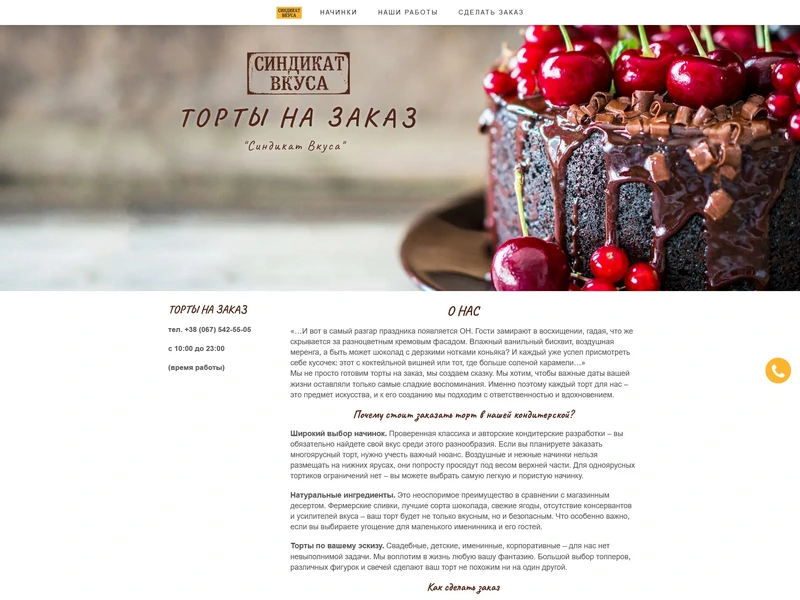 СИНДИКАТ
ВКУСА
НАЧИНКИ
НАШИ РАБОТЫ
СДЕЛАТЬ ЗАКАЗ
СИНДИКАТ
ВКУСА
ТОРТЫ НА ЗАКАЗ
"Синдикат Вкуса"
ТОРТЫ НА ЗАКАЗ
тел. +38 (067) 542-55-05
с 10:00 до 23:00
(время работы)
О НАС
«…И вот в самый разгар праздника появляется ОН. Гости замирают в восхищении, гадая, что же
скрывается за разноцветным кремовым фасадом. Влажный ванильный бисквит, воздушная
меренга, а быть может шоколад с дерзкими нотками коньяка? И каждый уже успел присмотреть
себе кусочек: этот с коктейльной вишней или тот, где больше соленой карамели…»
Мы не просто готовим торты на заказ, мы создаем сказку. Мы хотим, чтобы важные даты вашей
жизни оставляли только самые сладкие воспоминания. Именно поэтому каждый торт для нас –
это предмет искусства, и к его созданию мы подходим с ответственностью и вдохновением.
Почему стоит заказать торт в нашей кондитерской?
Широкий выбор начинок. Проверенная классика и авторские кондитерские разработки – вы
обязательно найдете свой вкус среди этого разнообразия. Если вы планируете заказать
многоярусный торт, нужно учесть важный нюанс. Воздушные и нежные начинки нельзя
размещать на нижних ярусах, они попросту просядут под весом верхней части. Для одноярусных
тортиков ограничений нет – вы можете выбрать самую легкую и пористую начинку.
Натуральные ингредиенты. Это неоспоримое преимущество в сравнении с магазинным
десертом. Фермерские сливки, лучшие сорта шоколада, свежие ягоды, отсутствие консервантов
и усилителей вкуса – ваш торт будет не только вкусным, но и безопасным. Что особенно важно,
если вы выбираете угощение для маленького именинника и его гостей.
Торты по вашему эскизу. Свадебные, детские, именинные, корпоративные – для нас нет
невыполнимой задачи. Мы воплотим в жизнь любую вашу фантазию. Большой выбор топперов,
различных фигурок и свечей сделают ваш торт не похожим ни на один другой.
Как сделать заказ